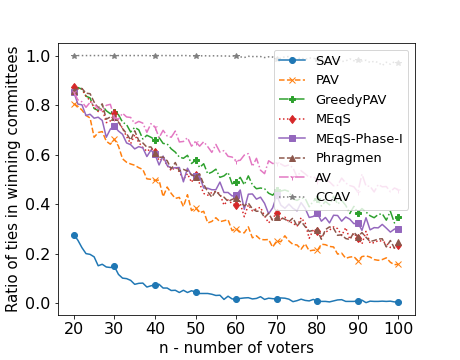 Ratio of ties in winning committees
1.0
0.8
0.6
0.4
0.2
0.0
SAV
PAV
GreedyPAV
MEqS
MEqS-Phase-I
Phragmen
AV
CCAV
20 30 40 50 60 70 80 90 100
n - number of voters